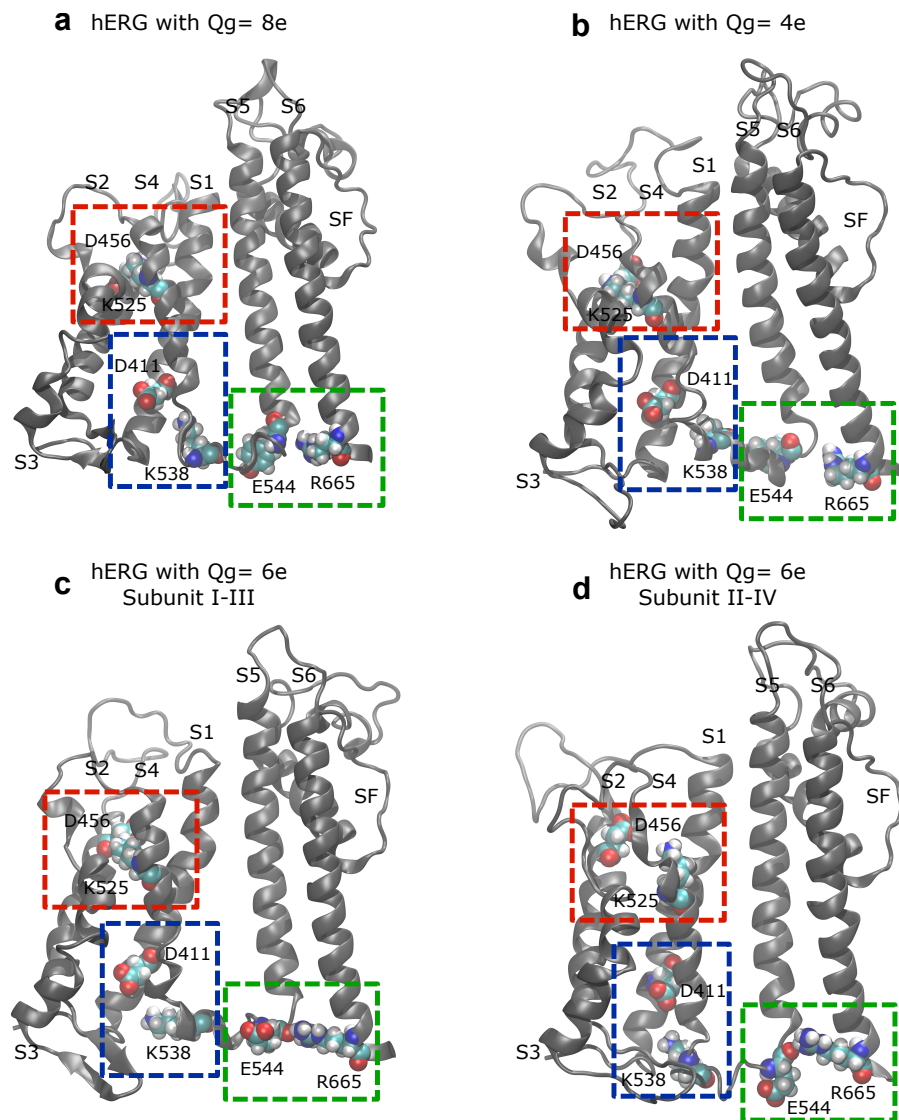 a hERG with Qg= 8e
S5 S6
S2 S4 S1
D456
SF
K525
D411
S3
K538
E544 R665
b hERG with Qg= 4e
S5 S6
S1
S2 S4
SF
D456
K525
D411
S3
K538
E544
R665
c hERG with Qg= 6e
Subunit I-III
S5 S6
S1
S2 S4
SF
D456
K525
D411
S3
K538
E544
R665
d hERG with Qg= 6e
Subunit II-IV
S5 S6
S1
S2 S4
SF
D456
K525
D411
S3
K538
R665
E544